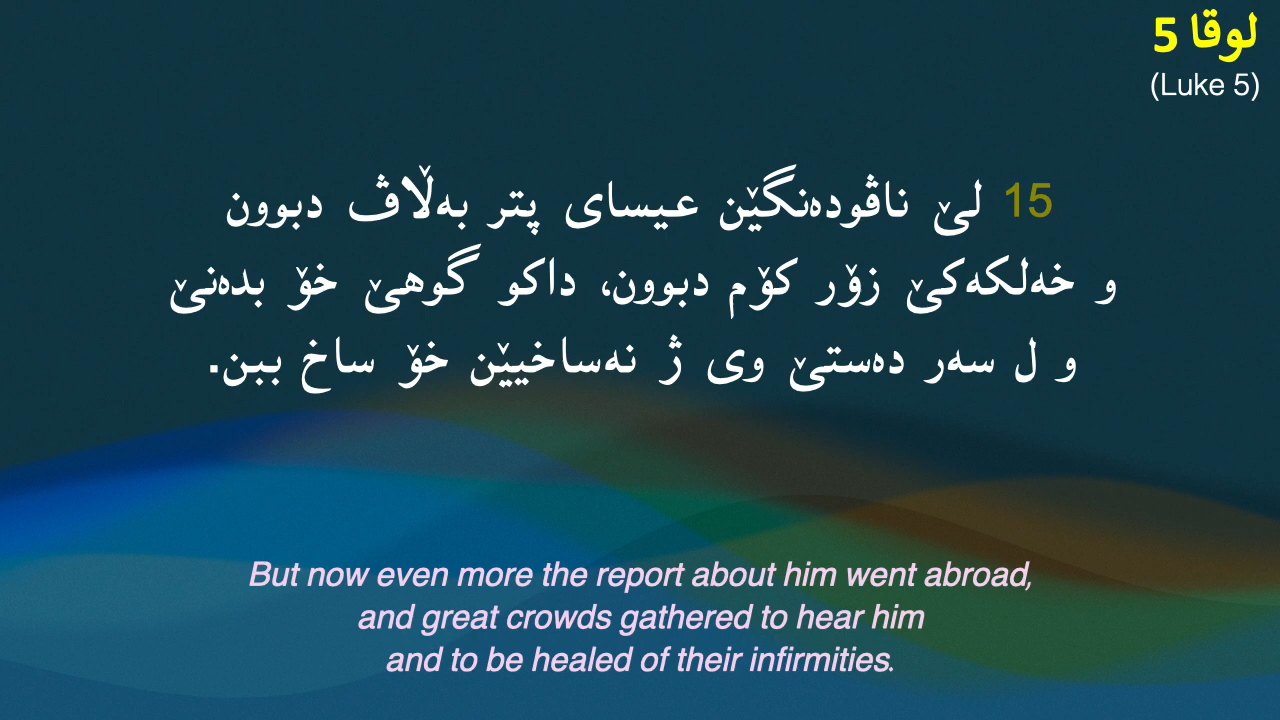 لوقا 5
(Luke 5)
15 لێ ناڤودەنگێن عیسای پتر بەڵاڤ دبوون
و خەلکەکێ زۆر کۆم دبوون، داکو گوهێ خۆ بدەنێ
و ل سەر دەستێ وی ژ نەساخییێن خۆ ساخ ببن.
But now even more the report about him went abroad,
and great crowds gathered to hear him
and to be healed of their infirmities.